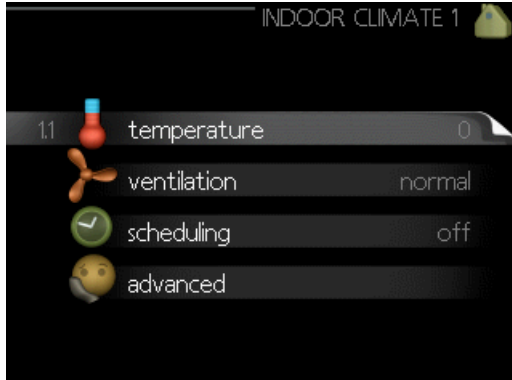 INDOOR CLIMATE 1
1.1 temperature 0
ventilation normal
scheduling off
advanced